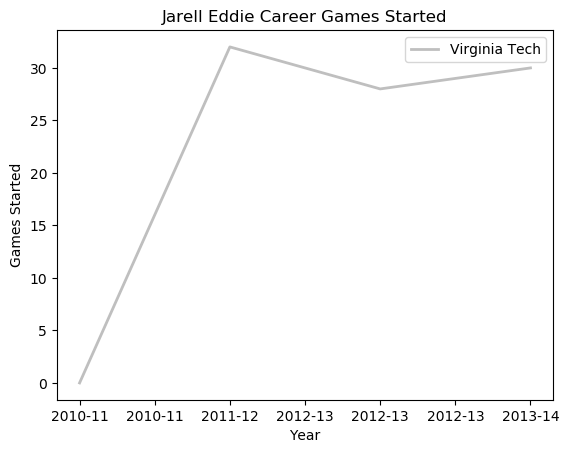 Jarell Eddie Career Games Started
Virginia Tech
30
25
20
15
10
5
0
Games Started
2010-11 2010-11 2011-12 2012-13 2012-13 2012-13 2013-14
Year